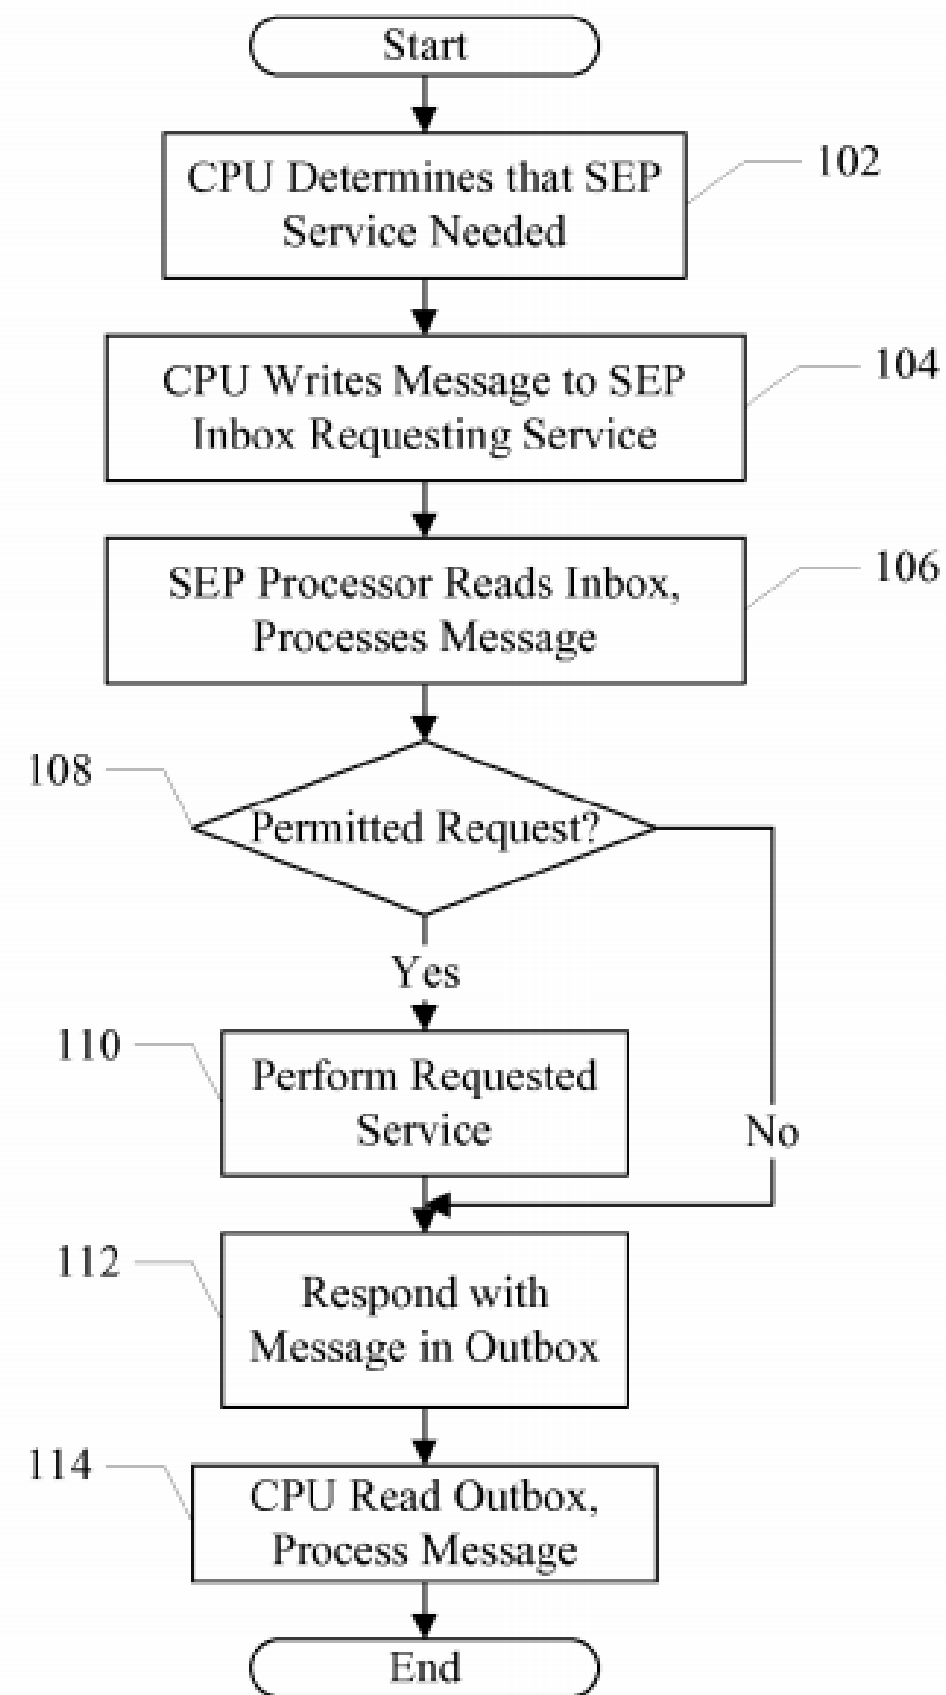 Start
CPU Determines that SEP
Service Needed
102
CPU Writes Message to SEP
Inbox Requesting Service
104
SEP Processor Reads Inbox,
Processes Message
106
108
Permitted Request?
Yes
110
Perform Requested
Service
No
112
Respond with
Message in Outbox
114
CPU Read Outbox,
Process Message
End